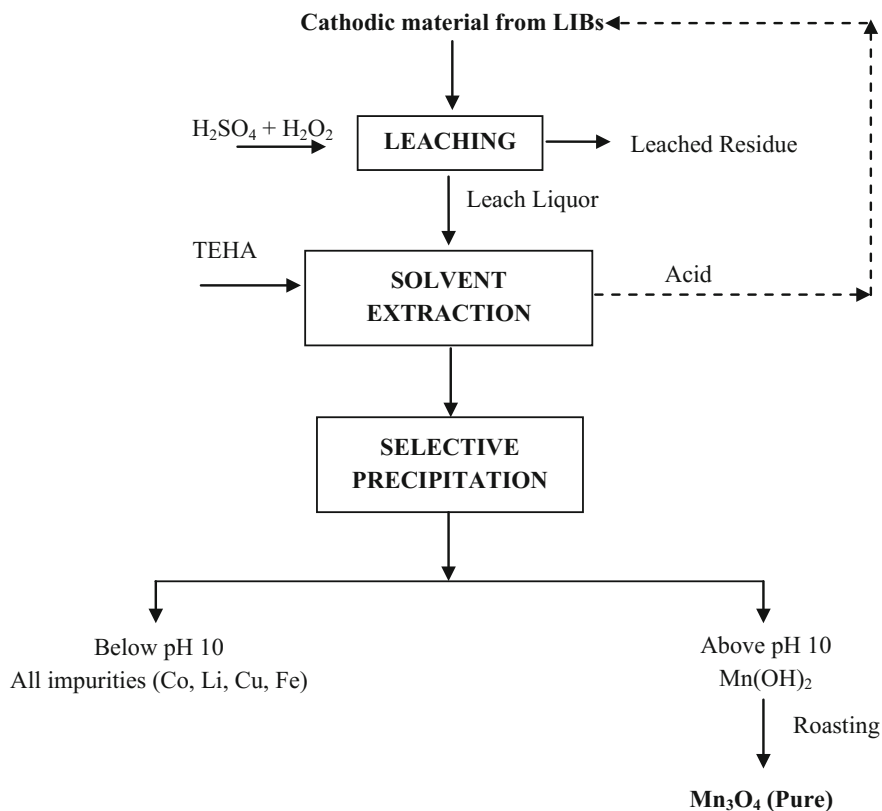 Cathodic material from LIBs
H₂SO₄ + H₂O₂
LEACHING
Leached Residue
Leach Liquor
TEHA
SOLVENT
EXTRACTION
Acid
SELECTIVE
PRECIPITATION
Below pH 10
All impurities (Co, Li, Cu, Fe)
Above pH 10
Mn(OH)₂
Roasting
Mn₃O₄ (Pure)